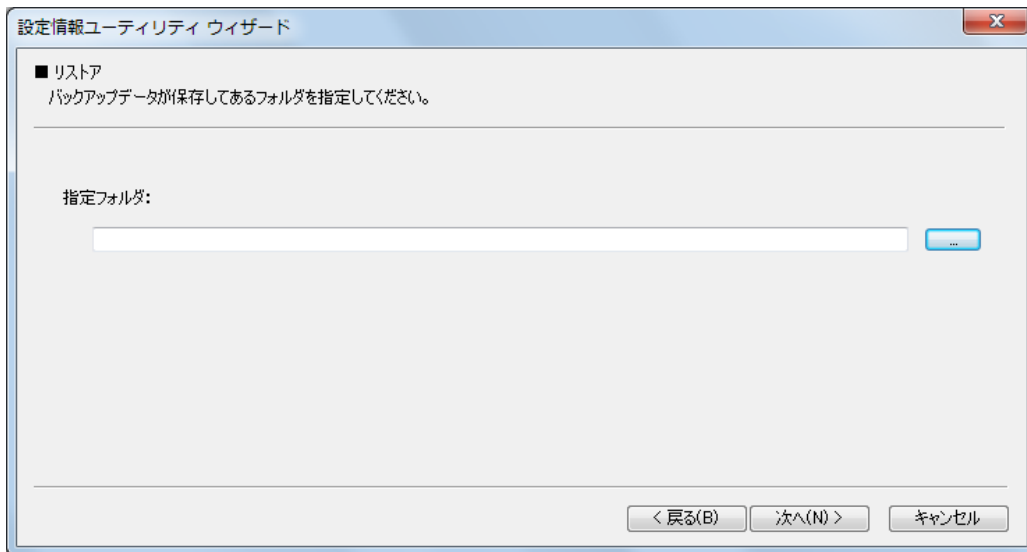 設定情報ユーティリティ ウィザード
X
■ リストア
バックアップデータが保存してあるフォルダを指定してください。
指定フォルダ:
...
< 戻る(B) 次へ(N) > キャンセル